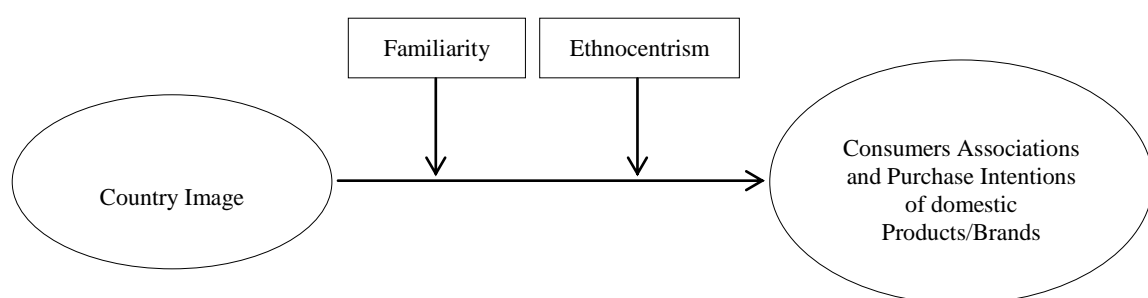 Familiarity
Ethnocentrism
Country Image
Consumers Associations
and Purchase Intentions
of domestic
Products/Brands